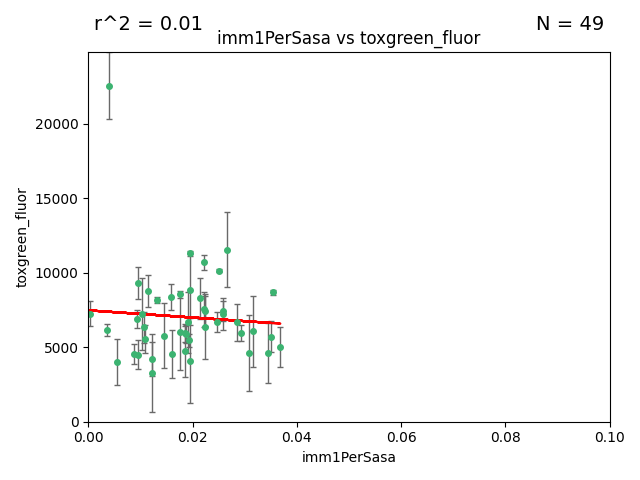 r^2 = 0.01
N = 49
imm1PerSasa vs toxgreen_fluor
toxgreen_fluor
20000
15000
10000
5000
0
0.00
0.02
0.04
0.06
0.08
0.10
imm1PerSasa